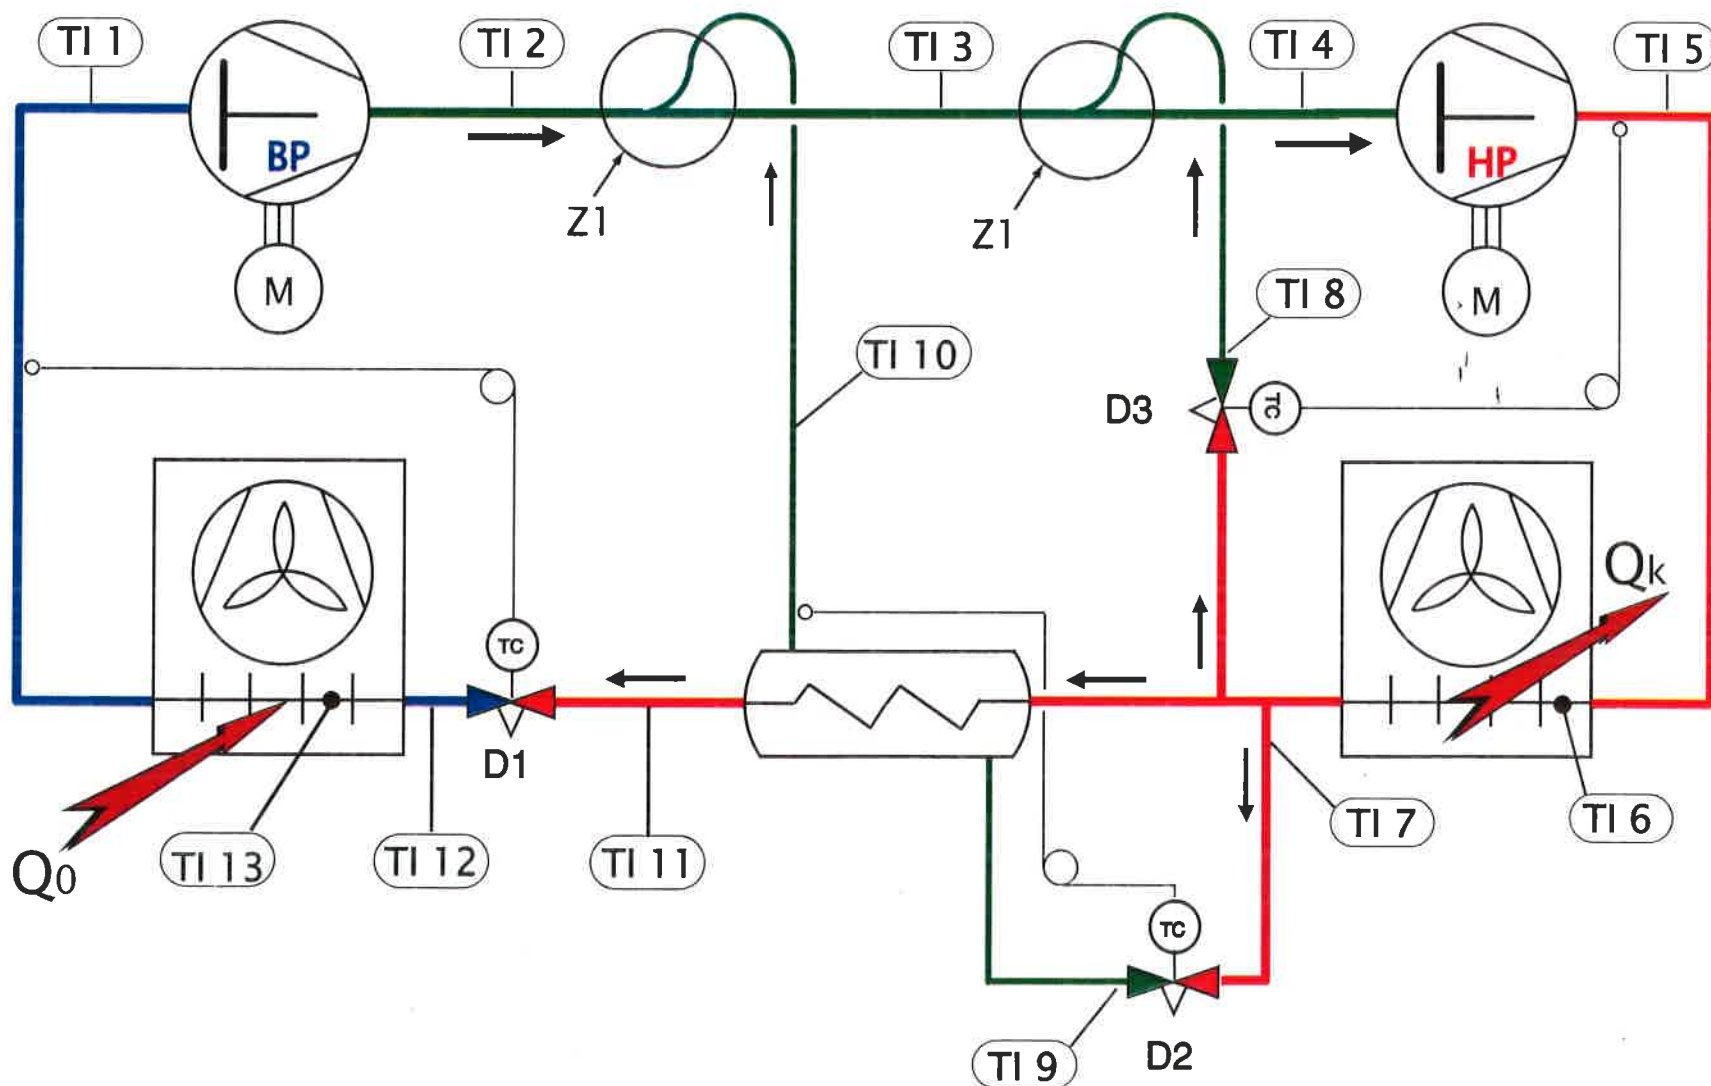 TI 1
TI 2
TI 3
TI 4
TI 5
BP
HP
Z1
Z1
M
M
TI 8
TI 10
D3
TC
Qk
TC
D1
TI 13
TI 12
TI 11
TI 7
TI 6
Q0
TC
TI 9
D2